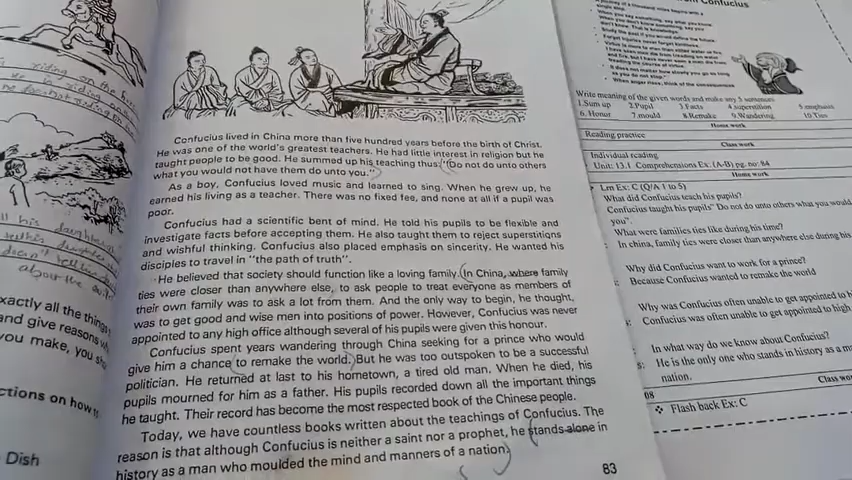 Confucius lived in China more than five hundred years before the birth of Christ.
He was one of the world's greatest teachers. He had little interest in religion but he
taught people to be good. He summed up his teaching thus: "Do not do unto others
what you would not have them do unto you."
As a boy, Confucius loved music and learned to sing. When he grew up, he
earned his living as a teacher. There was no fixed fee, and none at all if a pupil was
poor.
Confucius had a scientific bent of mind. He told his pupils to be flexible and
investigate facts before accepting them. He also taught them to reject superstitions
and wishful thinking. Confucius also placed emphasis on sincerity. He wanted his
disciples to travel in "the path of truth".
He believed that society should function like a loving family. In China, where family
ties were closer than anywhere else, to ask people to treat everyone as members of
their own family was to ask a lot from them. And the only way to begin, he thought,
was to get good and wise men into positions of power. However, Confucius was never
appointed to any high office although several of his pupils were given this honour.
Confucius spent years wandering through China seeking for a prince who would
give him a chance to remake the world. But he was too outspoken to be a successful
politician. He returned at last to his hometown, a tired old man. When he died, his
pupils mourned for him as a father. His pupils recorded down all the important things
he taught. Their record has become the most respected book of the Chinese people.
Today, we have countless books written about the teachings of Confucius. The
reason is that although Confucius is neither a saint nor a prophet, he stands alone in
history as a man who moulded the mind and manners of a nation.
83
riding on the
exactly all the things
and give reasons
you make, you
ctions on how
Dish
Confucius
Write meaning of the given words and make any 5 sentences
1.Sum up 2.Pupil 3.Facts 4.superstition 5.emphasis
6. Honor 7.mould 8.Remake 9.Wandering 10.Ties
Home work
Reading practice
Class work
Individual reading
Unit: 13.1 Comprehensions Ex. (A-B) pg. no: 84
Home work
Lm Ex: C (Q/A 1 to 5)
What did Confucius teach his pupils?
Confucius taught his pupils" Do not do unto others what you would
you".
What were families ties like during his time?
In china, family ties were closer than anywhere else during his
Why did Confucius want to work for a prince?
Because Confucius wanted to remake the world
Why was Confucius often unable to get appointed to
Confucius was often unable to get appointed to high
In what way do we know about Confucius?
He is the only one who stands in history as a
nation.
08
Class wor
Flash back Ex: C